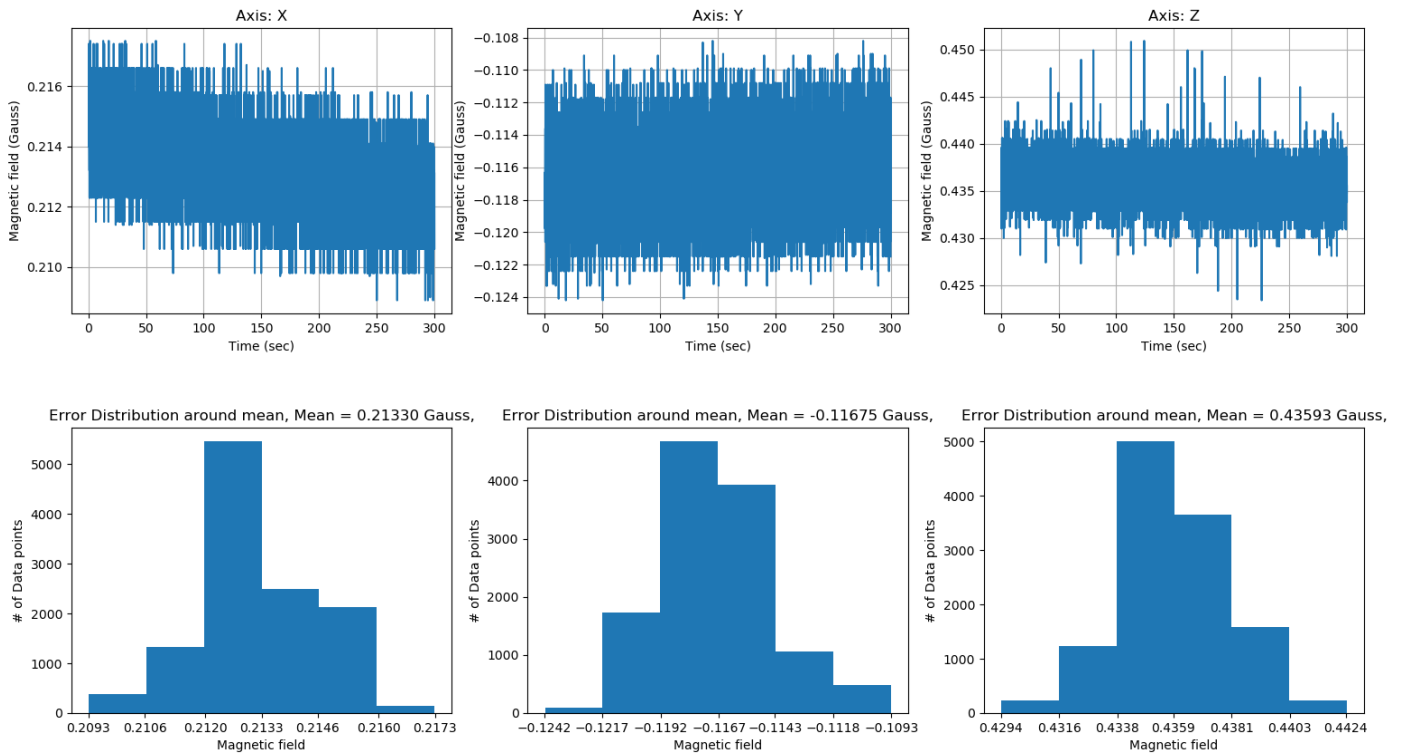 Axis: X
0.216
0.214
0.212
0.210
Magnetic field (Gauss)
0 50 100 150 200 250 300
Time (sec)
Axis: Y
−0.108
−0.110
−0.112
−0.114
−0.116
−0.118
−0.120
−0.122
−0.124
Magnetic field (Gauss)
0 50 100 150 200 250 300
Time (sec)
Axis: Z
0.450
0.445
0.440
0.435
0.430
0.425
Magnetic field (Gauss)
0 50 100 150 200 250 300
Time (sec)
Error Distribution around mean, Mean = 0.21330 Gauss,
5000
4000
3000
2000
1000
0
# of Data points
0.2093 0.2106 0.2120 0.2133 0.2146 0.2160 0.2173
Magnetic field
Error Distribution around mean, Mean = -0.11675 Gauss,
4000
3000
2000
1000
0
# of Data points
−0.1242 −0.1217 −0.1192 −0.1167 −0.1143 −0.1118 −0.1093
Magnetic field
Error Distribution around mean, Mean = 0.43593 Gauss,
5000
4000
3000
2000
1000
0
# of Data points
0.4294 0.4316 0.4338 0.4359 0.4381 0.4403 0.4424
Magnetic field